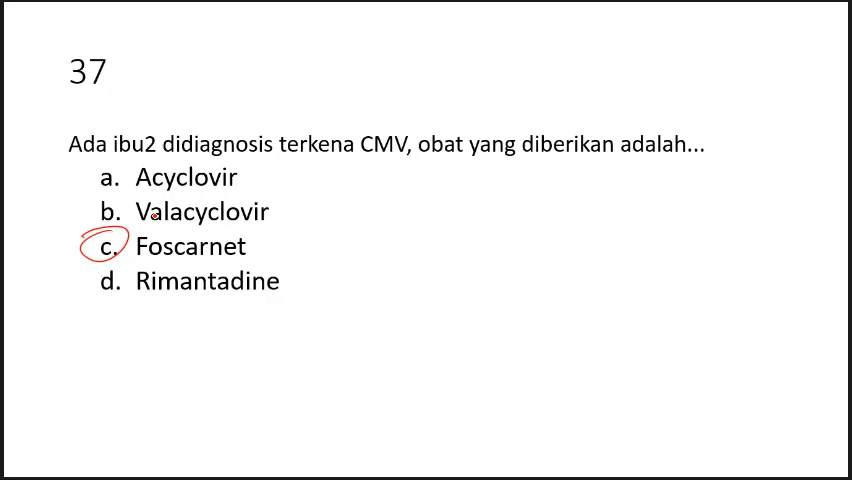 37
Ada ibu2 didiagnosis terkena CMV, obat yang diberikan adalah...
a. Acyclovir
b. Valacyclovir
c. Foscarnet
d. Rimantadine